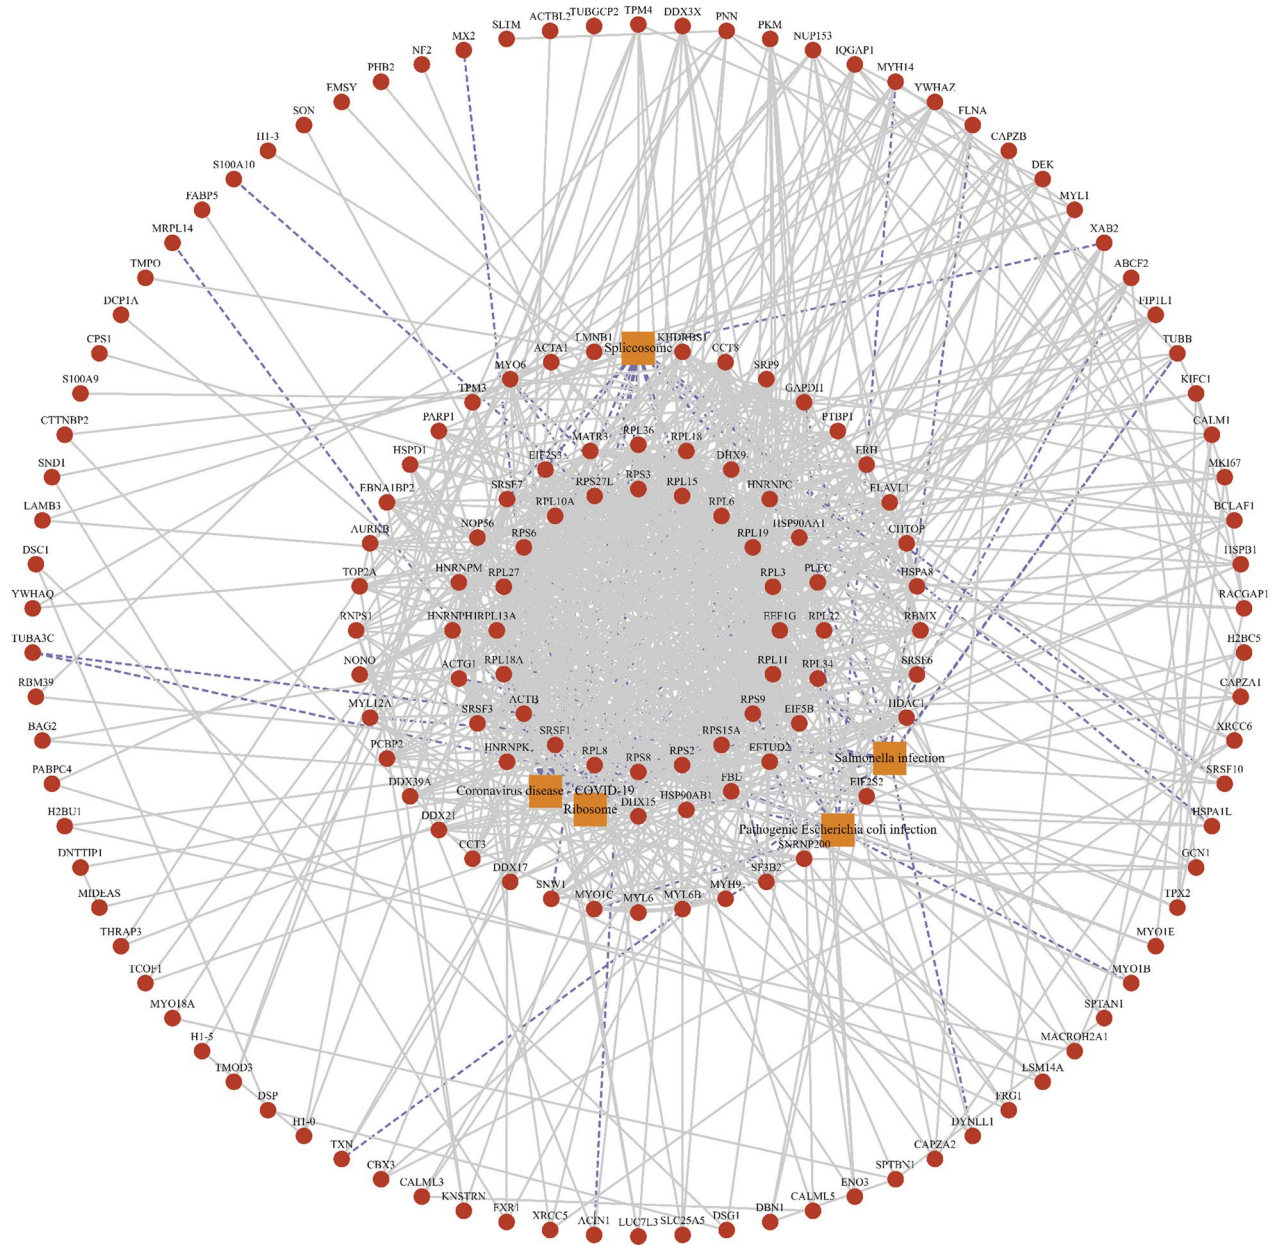 TPM4
DDX3X
PNN
PKM
NUP153
IQGAP1
MYH14
YWHAZ
FLNA
CAPZB
DEK
MYL1
XAB2
ABCF2
FIP1L1
TUBB
KIFC1
CALM1
MKI67
BCLAF1
HSPB1
RACGAP1
H2BC5
CAPZA1
XRCC6
SRSF10
HSPA1L
GCN1
TPX2
MYO1E
MYO1B
SPTAN1
MACROH2A1
LSM14A
FRG1
DYNLL1
CAPZA2
SPTBN1
ENO3
CALML5
DBN1
DSG1
SLC25A5
LUC7L3
ACIN1
XRCC5
FXR1
KNSTRN
CALML3
CBX3
TXN
H1-0
DSP
TMOD3
H1-5
MYO18A
TCOF1
THRAP3
MIDEAS
DNTTIP1
H2BU1
PABPC4
BAG2
RBM39
TUBA3C
YWHAQ
DSC1
LAMB3
SND1
CTTNBP2
S100A9
CPS1
DCP1A
TMPO
MRPL14
FABP5
S100A10
H1-3
SON
EMSY
PHB2
NF2
MX2
SLTM
ACTBL2
TUBGCP2
Spliceosome
KHDRBS1
CCT8
SRP9
GAPDH
PTBP1
ERH
ELAVL1
CHTOP
HSPA8
RBMX
SRSF6
HDAC1
Salmonella infection
EIF2S2
Pathogenic Escherichia coli infection
SNRNP200
SF3B2
MYH9
MYL6B
MYL6
MYO1C
SNW1
DDX17
CCT3
DDX21
DDX39A
PCBP2
MYL12A
NONO
RNPS1
TOP2A
AURKB
EBNA1BP2
HSPD1
PARP1
TPM3
MYO6
ACTA1
LMNB1
RPL36
RPL18
DHX9
HNRNPC
HSP90AA1
PLEC
RPL22
RPL34
EIF5B
EFTUD2
FBL
HSP90AB1
DHX15
Ribosome
Coronavirus disease - COVID-19
HNRNPK
SRSF3
ACTG1
HNRNPH1
HNRNPM
NOP56
SRSF7
EIF2S3
MATR3
RPS3
RPL15
RPL6
RPL19
RPL3
EEF1G
RPL11
RPS9
RPS15A
RPS2
RPS8
RPL8
SRSF1
ACTB
RPL18A
RPL13A
RPL27
RPS6
RPL10A
RPS27L